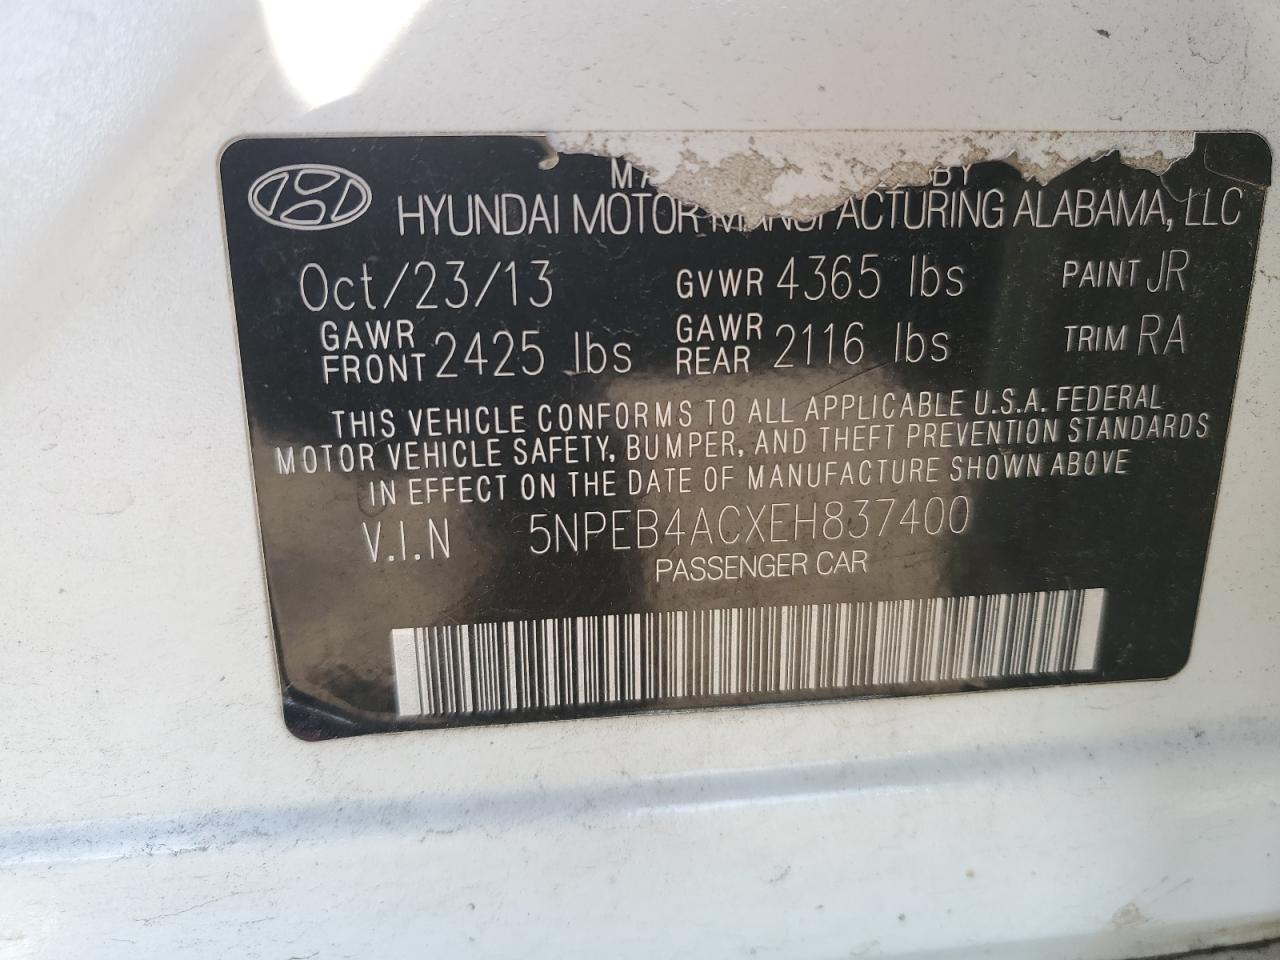 BY
HYUNDAI MOTOR MANUFACTURING ALABAMA, LLC
Oct/23/13 GVWR 4365 lbs PAINT JR
GAWR FRONT 2425 lbs GAWR REAR 2116 lbs TRIM RA
THIS VEHICLE CONFORMS TO ALL APPLICABLE U.S.A. FEDERAL
MOTOR VEHICLE SAFETY, BUMPER, AND THEFT PREVENTION STANDARDS
IN EFFECT ON THE DATE OF MANUFACTURE SHOWN ABOVE
V.I.N 5NPEB4ACXEH837400
PASSENGER CAR